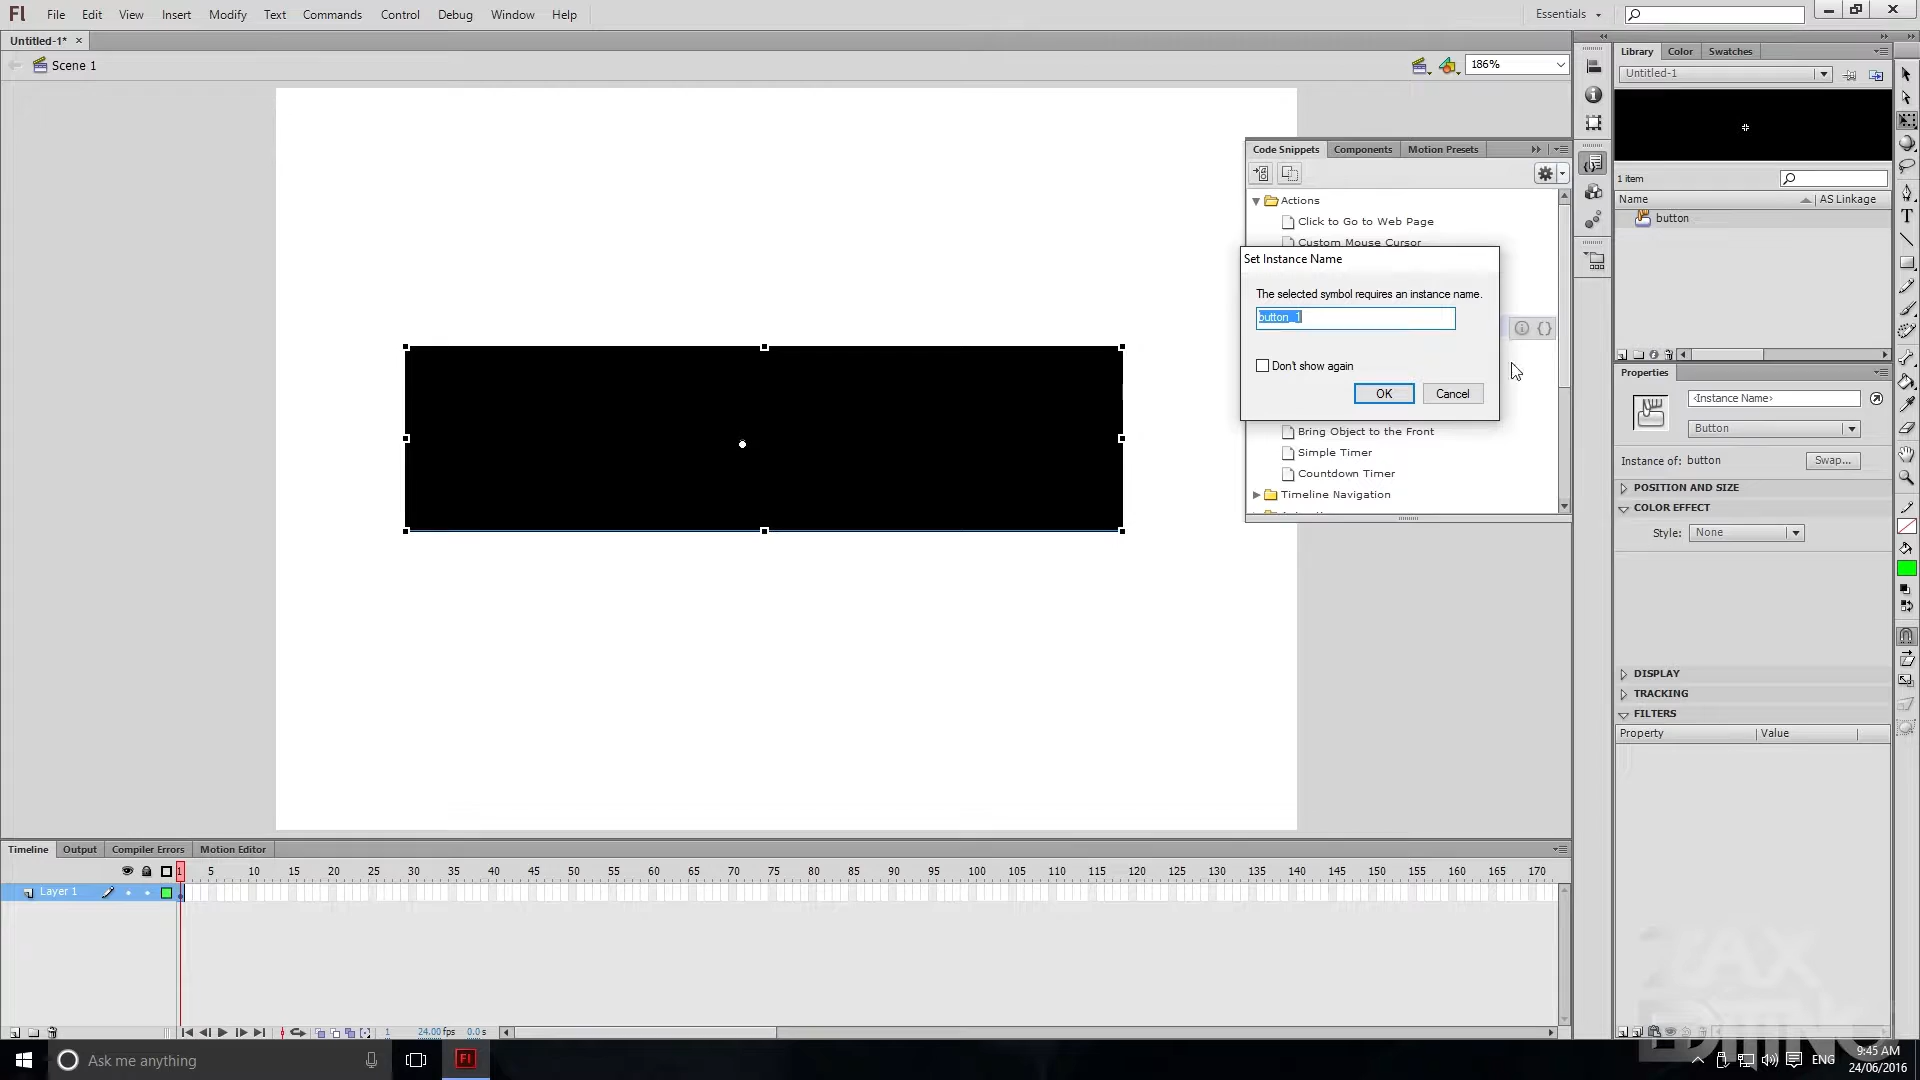 Fl File Edit View Insert Modify Text Commands Control Debug Window Help Essentials
Untitled-1* ×
Scene 1
186%
Library Color Swatches
Untitled-1
1 item
Name AS Linkage
button
Code Snippets Components Motion Presets
Actions
Click to Go to Web Page
Custom Mouse Cursor
Set Instance Name
The selected symbol requires an instance name.
button_1
Don't show again
OK Cancel
Bring Object to the Front
Simple Timer
Countdown Timer
Timeline Navigation
Properties
<Instance Name>
Button
Instance of: button Swap...
POSITION AND SIZE
COLOR EFFECT
Style: None
DISPLAY
TRACKING
FILTERS
Property Value
Timeline Output Compiler Errors Motion Editor
1 5 10 15 20 25 30 35 40 45 50 55 60 65 70 75 80 85 90 95 100 105 110 115 120 125 130 135 140 145 150 155 160 165 170
Layer 1
1 24.00 fps 0.0 s
Ask me anything
Fl
ENG
9:45 AM
24/06/2016